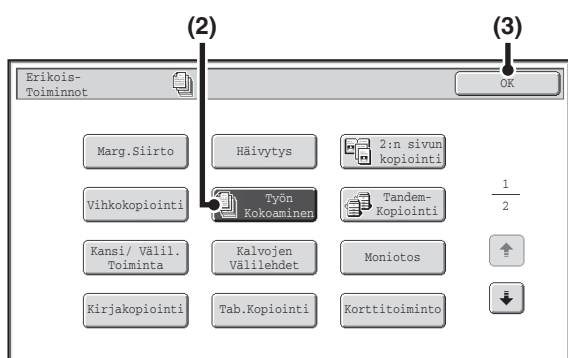 (2)
(3)
Erikois-
Toiminnot
OK
Marg.Siirto
Häivytys
2:n sivun
kopiointi
Vihkokopiointi
Työn
Kokoaminen
Tandem-
Kopiointi
1
2
Kansi/ Välil.
Toiminta
Kalvojen
Välilehdet
Moniotos
Kirjakopiointi
Tab.Kopiointi
Korttitoiminto